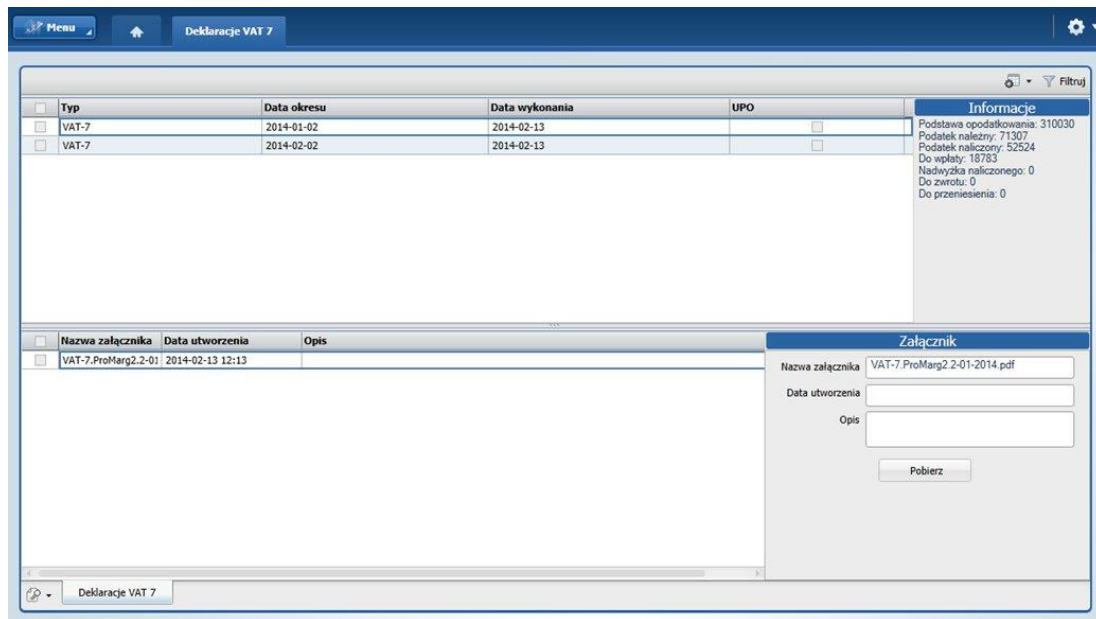 Menu
Deklaracje VAT 7
Filtruj
Typ Data okresu Data wykonania UPO
VAT-7 2014-01-02 2014-02-13
VAT-7 2014-02-02 2014-02-13
Informacje
Podstawa opodatkowania: 310030
Podatek należny: 71307
Podatek naliczony: 52524
Do wpłaty: 18783
Nadwyżka naliczonego: 0
Do zwrotu: 0
Do przeniesienia: 0
Nazwa załącznika Data utworzenia Opis
VAT-7.ProMarg2.2-01 2014-02-13 12:13
Załącznik
Nazwa załącznika VAT-7.ProMarg2.2-01-2014.pdf
Data utworzenia
Opis
Pobierz
Deklaracje VAT 7